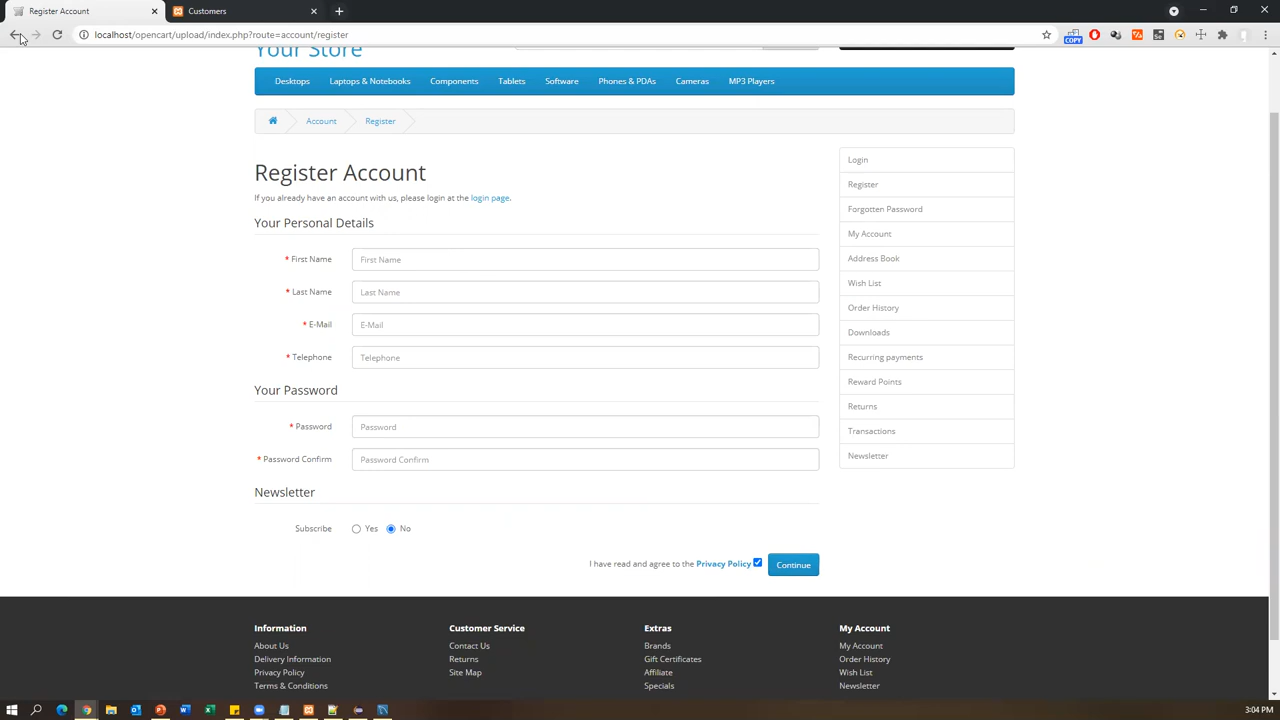 Register Account
Customers
localhost/opencart/upload/index.php?route=account/register
COPY
Your Store
Desktops Laptops & Notebooks Components Tablets Software Phones & PDAs Cameras MP3 Players
Account Register
Register Account
If you already have an account with us, please login at the login page.
Your Personal Details
* First Name First Name
* Last Name Last Name
* E-Mail E-Mail
* Telephone Telephone
Your Password
* Password Password
* Password Confirm Password Confirm
Newsletter
Subscribe Yes No
I have read and agree to the Privacy Policy Continue
Login
Register
Forgotten Password
My Account
Address Book
Wish List
Order History
Downloads
Recurring payments
Reward Points
Returns
Transactions
Newsletter
Information
About Us
Delivery Information
Privacy Policy
Terms & Conditions
Customer Service
Contact Us
Returns
Site Map
Extras
Brands
Gift Certificates
Affiliate
Specials
My Account
My Account
Order History
Wish List
Newsletter
3:04 PM